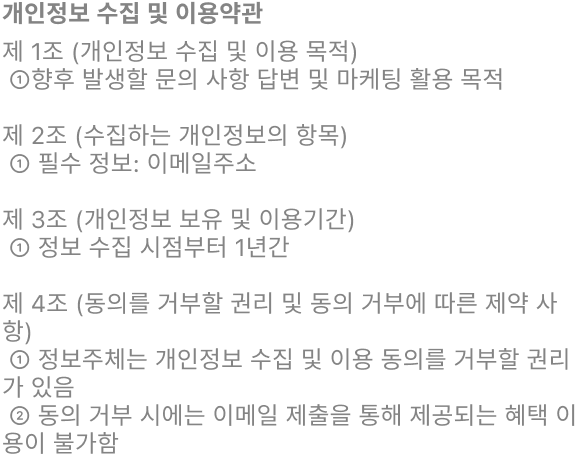 개인정보 수집 및 이용약관
제 1조 (개인정보 수집 및 이용 목적)
①향후 발생할 문의 사항 답변 및 마케팅 활용 목적
제 2조 (수집하는 개인정보의 항목)
① 필수 정보: 이메일주소
제 3조 (개인정보 보유 및 이용기간)
① 정보 수집 시점부터 1년간
제 4조 (동의를 거부할 권리 및 동의 거부에 따른 제약 사
항)
① 정보주체는 개인정보 수집 및 이용 동의를 거부할 권리
가 있음
② 동의 거부 시에는 이메일 제출을 통해 제공되는 혜택 이
용이 불가함